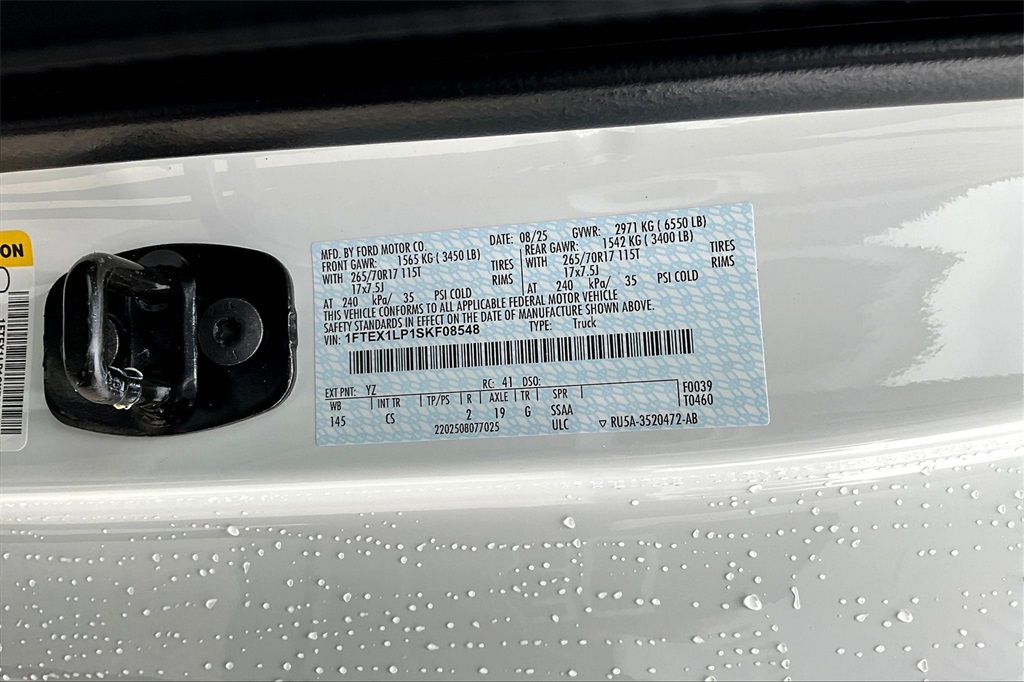 ON
MFD. BY FORD MOTOR CO. DATE: 08/25 GVWR: 2971 KG ( 6550 LB)
FRONT GAWR: 1565 KG ( 3450 LB) REAR GAWR: 1542 KG ( 3400 LB)
WITH 265/70R17 115T TIRES WITH 265/70R17 115T TIRES
17x7.5J RIMS 17x7.5J RIMS
AT 240 kPa/ 35 PSI COLD AT 240 kPa/ 35 PSI COLD
THIS VEHICLE CONFORMS TO ALL APPLICABLE FEDERAL MOTOR VEHICLE
SAFETY STANDARDS IN EFFECT ON THE DATE OF MANUFACTURE SHOWN ABOVE.
VIN: 1FTEX1LP1SKF08548 TYPE: Truck
EXT PNT: YZ RC: 41 DSO: F0039
WB INT TR TP/PS R AXLE TR SPR T0460
145 CS 2 19 G SSAA
2202508077025 ULC ▽ RU5A-3520472-AB